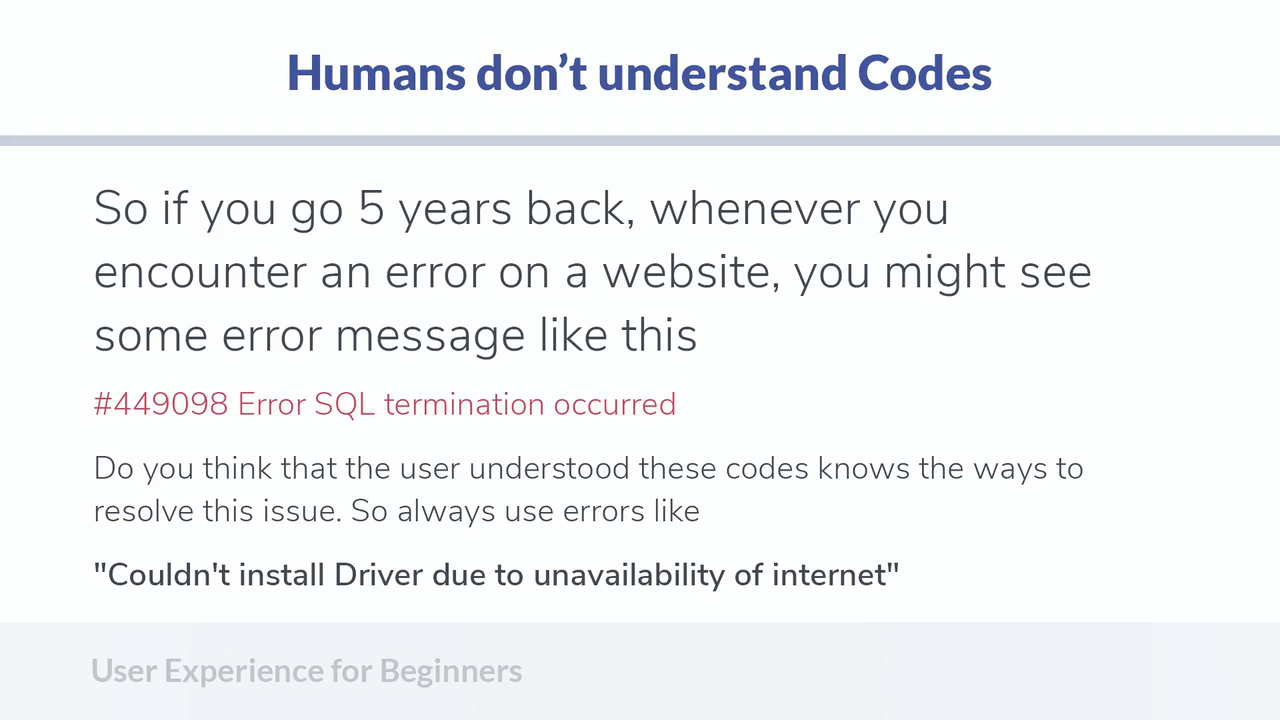 Humans don’t understand Codes
So if you go 5 years back, whenever you
encounter an error on a website, you might see
some error message like this
#449098 Error SQL termination occurred
Do you think that the user understood these codes knows the ways to
resolve this issue. So always use errors like
"Couldn't install Driver due to unavailability of internet"
User Experience for Beginners